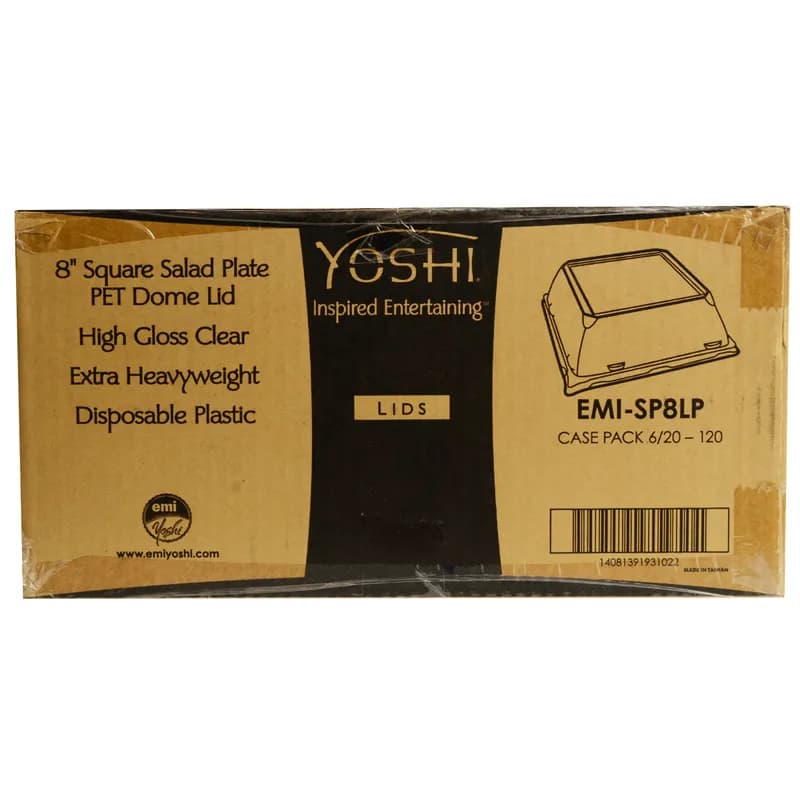 8" Square Salad Plate
PET Dome Lid
High Gloss Clear
Extra Heavyweight
Disposable Plastic
emi
Yoshi
www.emiyoshi.com
YOSHI
Inspired Entertaining
LIDS
EMI-SP8LP
CASE PACK 6/20 – 120
14081391931022
MADE IN TAIWAN